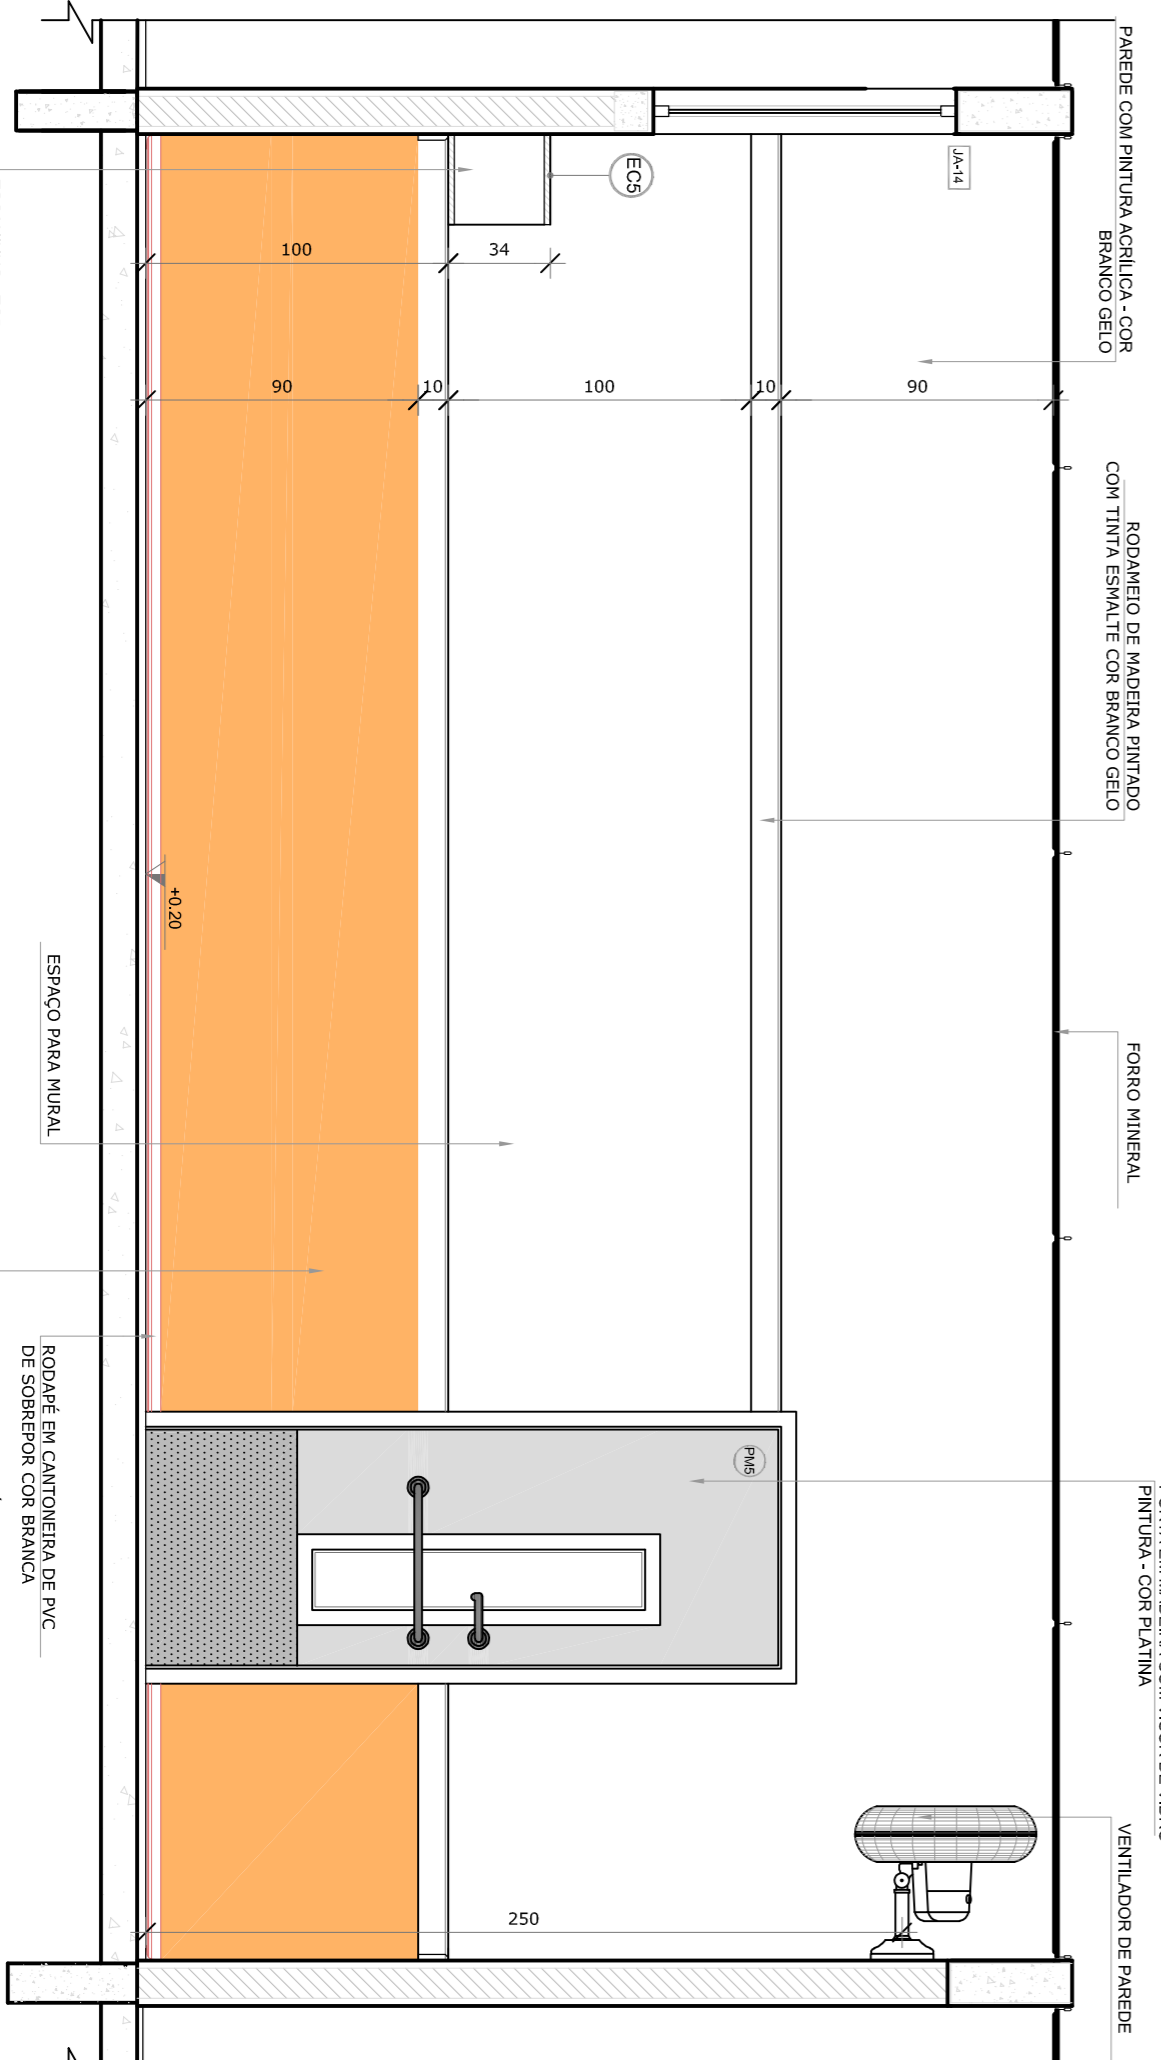 PAREDE COM PINTURA ACRÍLICA - COR
BRANCO GELO
RODAMEIO DE MADEIRA PINTADO
COM TINTA ESMALTE COR BRANCO GELO
FORRO MINERAL
PINTURA - COR PLATINA
VENTILADOR DE PAREDE
JA-14
EC5
100
34
90
10
100
10
90
PM5
+0.20
250
ESPAÇO PARA MURAL
RODAPÉ EM CANTONEIRA DE PVC
DE SOBREPOR COR BRANCA